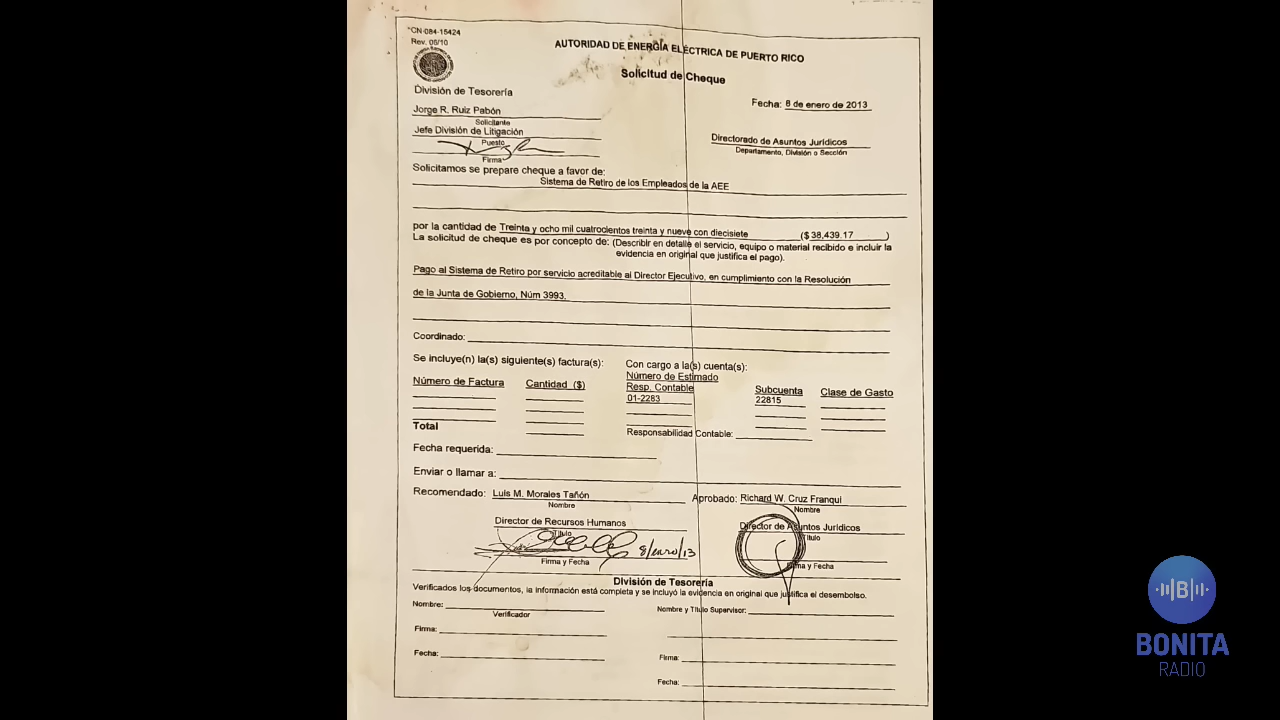 *CN-084-15424
Rev. 05/10
AUTORIDAD DE ENERGÍA ELÉCTRICA DE PUERTO RICO
Solicitud de Cheque
División de Tesorería
Fecha: 8 de enero de 2013
Jorge R. Ruiz Pabón
Solicitante
Jefe División de Litigación
Puesto
Firma
Directorado de Asuntos Jurídicos
Departamento, División o Sección
Solicitamos se prepare cheque a favor de:
Sistema de Retiro de los Empleados de la AEE
por la cantidad de Treinta y ocho mil cuatrocientos treinta y nueve con diecisiete ($ 38,439.17 )
La solicitud de cheque es por concepto de: (Describir en detalle el servicio, equipo o material recibido e incluir la
evidencia en original que justifica el pago).
Pago al Sistema de Retiro por servicio acreditable al Director Ejecutivo, en cumplimiento con la Resolución
de la Junta de Gobierno, Núm 3993.
Coordinado:
Se incluye(n) la(s) siguiente(s) factura(s):
Con cargo a la(s) cuenta(s):
Número de Factura Cantidad ($) Número de Estimado
Resp. Contable Subcuenta Clase de Gasto
01-2283 22815
Total
Responsabilidad Contable:
Fecha requerida:
Enviar o llamar a:
Recomendado: Luis M. Morales Tañón Aprobado: Richard W. Cruz Franqui
Nombre Nombre
Director de Recursos Humanos Director de Asuntos Jurídicos
Título Título
8/enero/13
Firma y Fecha Firma y Fecha
División de Tesorería
Verificados los documentos, la información está completa y se incluyó la evidencia en original que justifica el desembolso.
Nombre: Nombre y Título Supervisor:
Verificador
Firma:
Fecha: Firma:
Fecha:
BONITA
RADIO